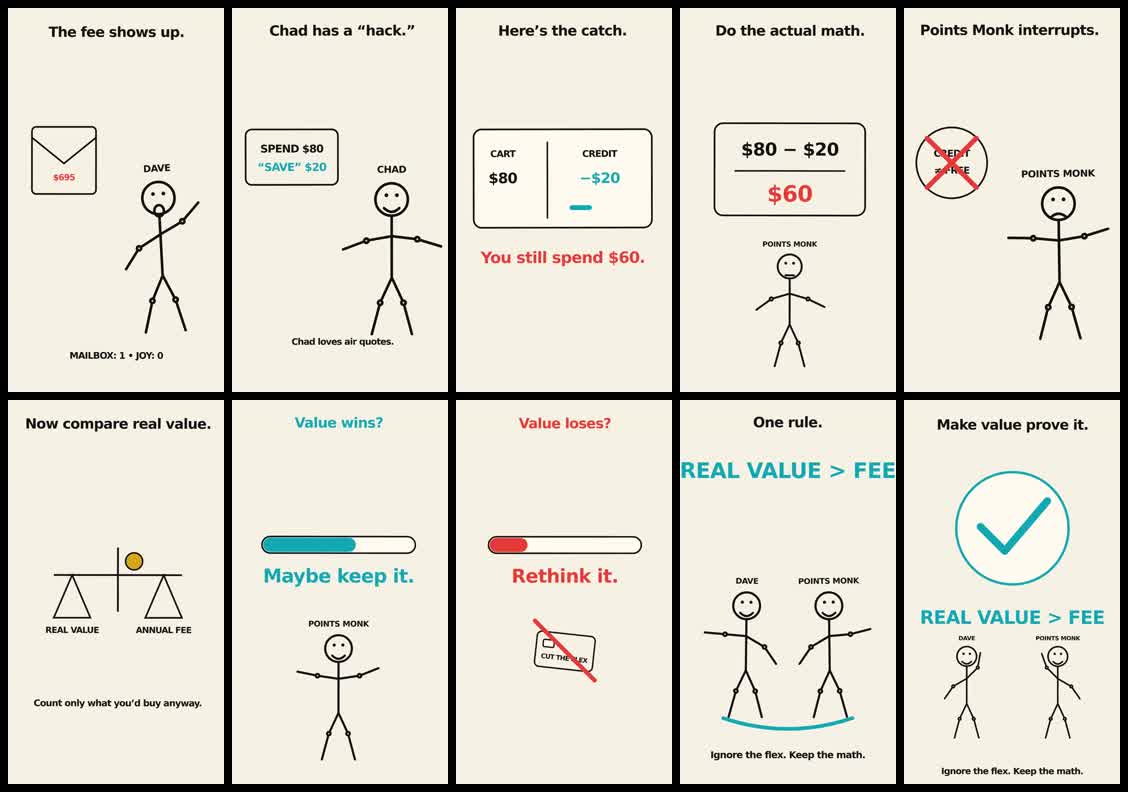 The fee shows up.
$695
DAVE
MAILBOX: 1 • JOY: 0
Chad has a “hack.”
SPEND $80
“SAVE” $20
CHAD
Chad loves air quotes.
Here’s the catch.
CART
CREDIT
$80
−$20
You still spend $60.
Do the actual math.
$80 − $20
$60
POINTS MONK
Points Monk interrupts.
CREDIT
≠ FREE
POINTS MONK
Now compare real value.
REAL VALUE
ANNUAL FEE
Count only what you’d buy anyway.
Value wins?
Maybe keep it.
POINTS MONK
Value loses?
Rethink it.
CUT THE FLEX
One rule.
REAL VALUE > FEE
DAVE
POINTS MONK
Ignore the flex. Keep the math.
Make value prove it.
REAL VALUE > FEE
DAVE
POINTS MONK
Ignore the flex. Keep the math.